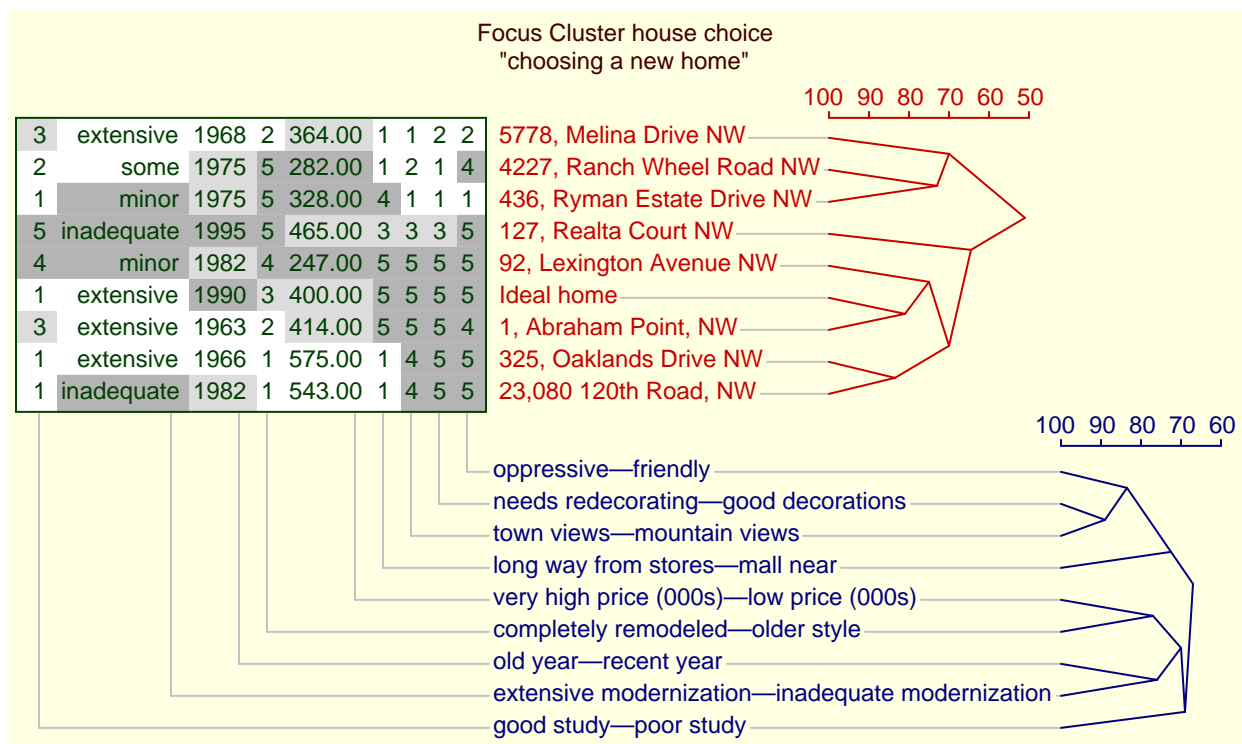 Focus Cluster house choice
"choosing a new home"
100 90 80 70 60 50
3 extensive 1968 2 364.00 1 1 2 2 5778, Melina Drive NW
2 some 1975 5 282.00 1 2 1 4 4227, Ranch Wheel Road NW
1 minor 1975 5 328.00 4 1 1 1 436, Ryman Estate Drive NW
5 inadequate 1995 5 465.00 3 3 3 5 127, Realta Court NW
4 minor 1982 4 247.00 5 5 5 5 92, Lexington Avenue NW
1 extensive 1990 3 400.00 5 5 5 5 Ideal home
3 extensive 1963 2 414.00 5 5 5 4 1, Abraham Point, NW
1 extensive 1966 1 575.00 1 4 5 5 325, Oaklands Drive NW
1 inadequate 1982 1 543.00 1 4 5 5 23,080 120th Road, NW
100 90 80 70 60
oppressive—friendly
needs redecorating—good decorations
town views—mountain views
long way from stores—mall near
very high price (000s)—low price (000s)
completely remodeled—older style
old year—recent year
extensive modernization—inadequate modernization
good study—poor study